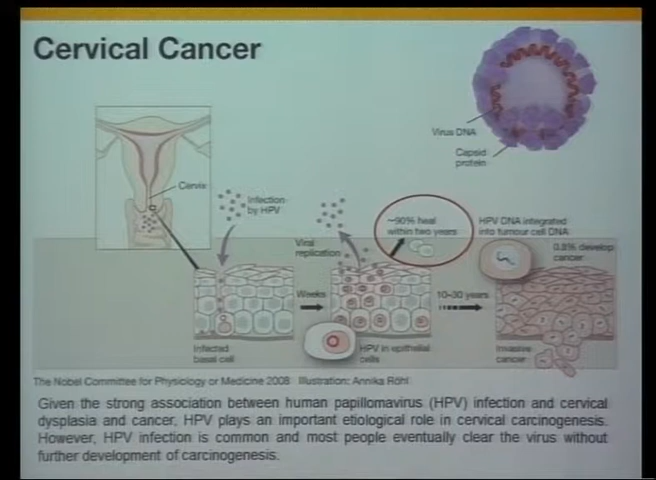 Cervical Cancer
Virus DNA
Capsid
protein
Cervix
Infection
by HPV
~90% heal
within two years
HPV DNA integrated
into tumour cell DNA
0.8% develop
cancer
Viral
replication
Weeks
10–30 years
Infected
basal cell
HPV in epithelial
cells
Invasive
cancer
The Nobel Committee for Physiology or Medicine 2008 Illustration: Annika Röhl
Given the strong association between human papillomavirus (HPV) infection and cervical
dysplasia and cancer, HPV plays an important etiological role in cervical carcinogenesis.
However, HPV infection is common and most people eventually clear the virus without
further development of carcinogenesis.